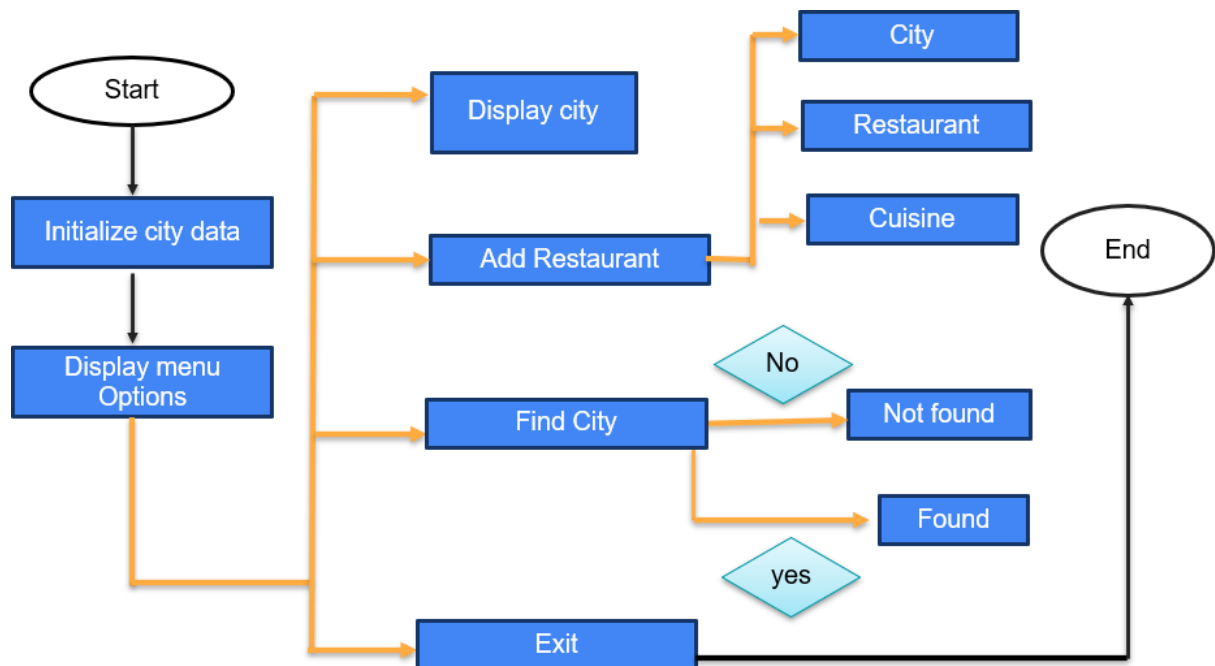 Start
Initialize city data
Display menu
Options
Display city
Add Restaurant
City
Restaurant
Cuisine
Find City
No
Not found
Found
yes
Exit
End